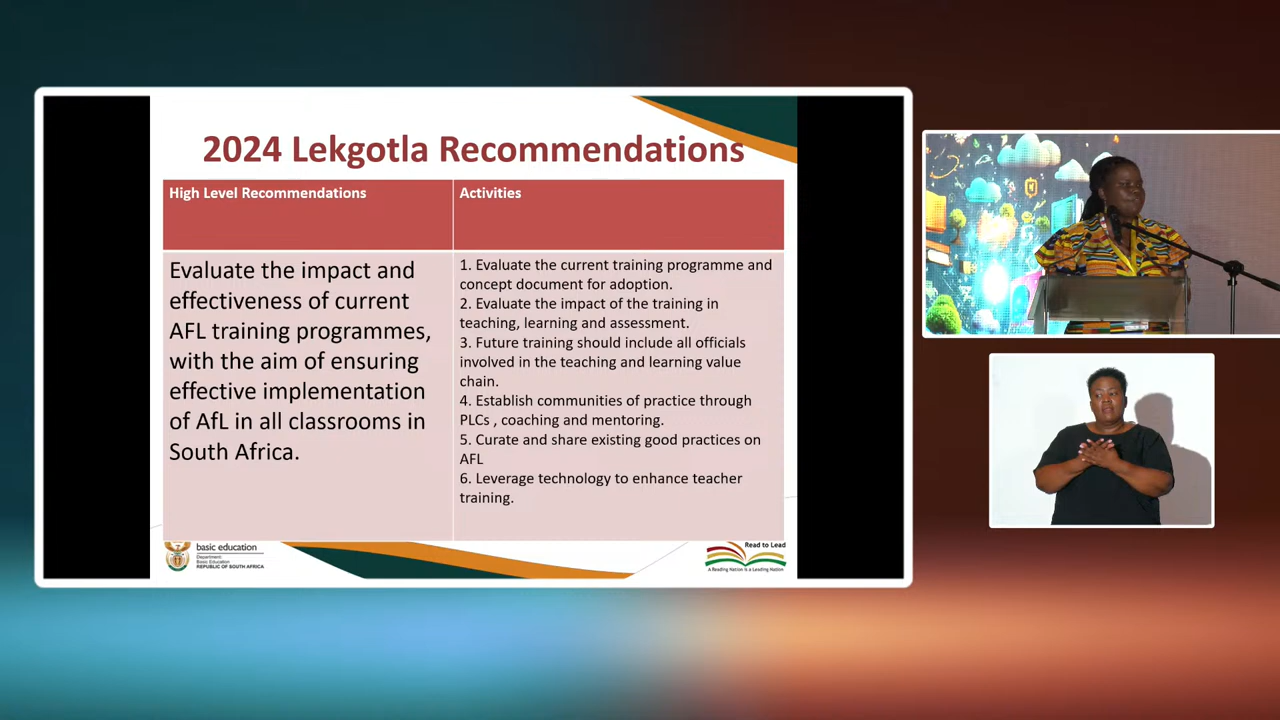 2024 Lekgotla Recommendations
High Level Recommendations
Activities
Evaluate the impact and
effectiveness of current
AFL training programmes,
with the aim of ensuring
effective implementation
of AfL in all classrooms in
South Africa.
1. Evaluate the current training programme and
concept document for adoption.
2. Evaluate the impact of the training in
teaching, learning and assessment.
3. Future training should include all officials
involved in the teaching and learning value
chain.
4. Establish communities of practice through
PLCs , coaching and mentoring.
5. Curate and share existing good practices on
AFL
6. Leverage technology to enhance teacher
training.
basic education
Department:
Basic Education
REPUBLIC OF SOUTH AFRICA
Read to Lead
A Reading Nation is a Leading Nation